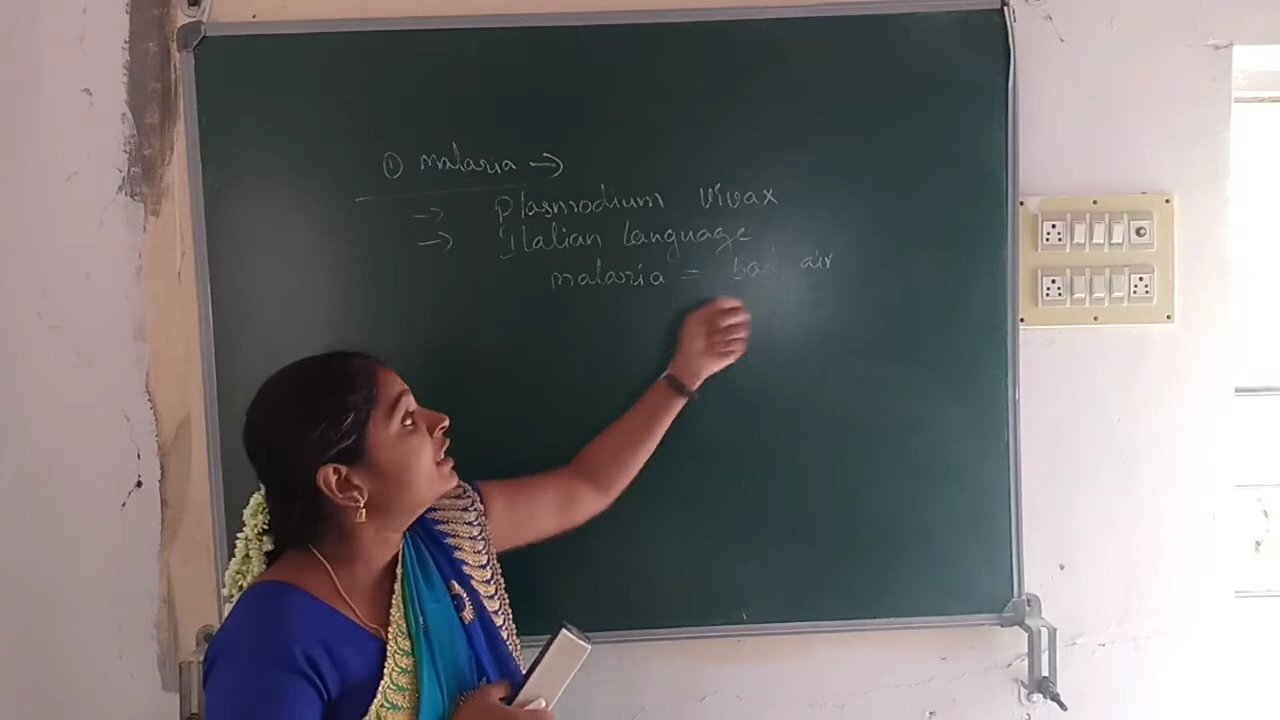 ① malaria →
→ Plasmodium vivax
→ Italian language
malaria = bad air